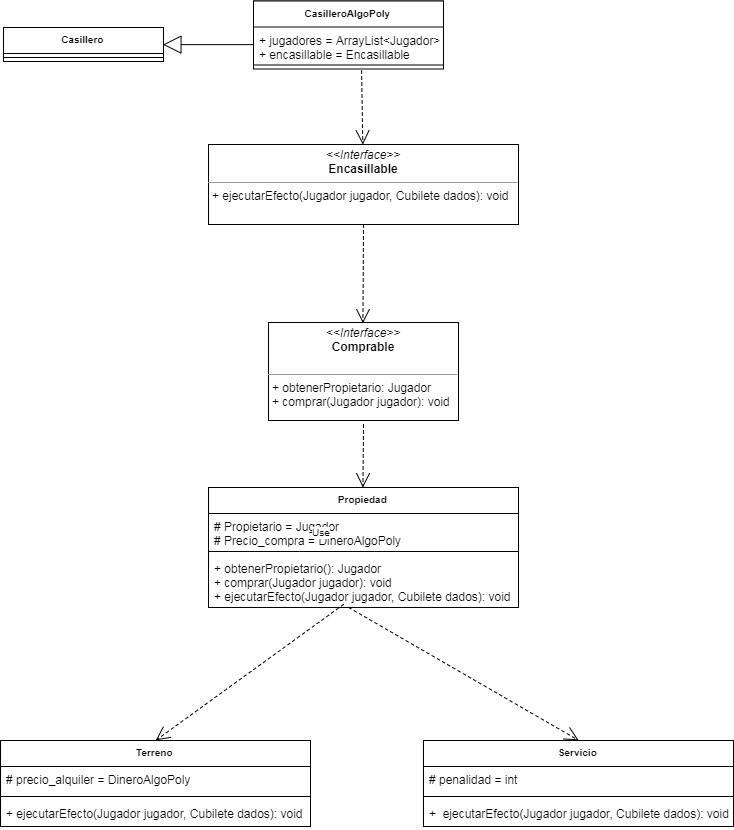 CasilleroAlgoPoly
+ jugadores = ArrayList<Jugador>
+ encasillable = Encasillable
Casillero
<<Interface>>
Encasillable
+ ejecutarEfecto(Jugador jugador, Cubilete dados): void
<<Interface>>
Comprable
+ obtenerPropietario: Jugador
+ comprar(Jugador jugador): void
Propiedad
# Propietario = Jugador
Use
# Precio_compra = DineroAlgoPoly
+ obtenerPropietario(): Jugador
+ comprar(Jugador jugador): void
+ ejecutarEfecto(Jugador jugador, Cubilete dados): void
Terreno
# precio_alquiler = DineroAlgoPoly
+ ejecutarEfecto(Jugador jugador, Cubilete dados): void
Servicio
# penalidad = int
+ ejecutarEfecto(Jugador jugador, Cubilete dados): void